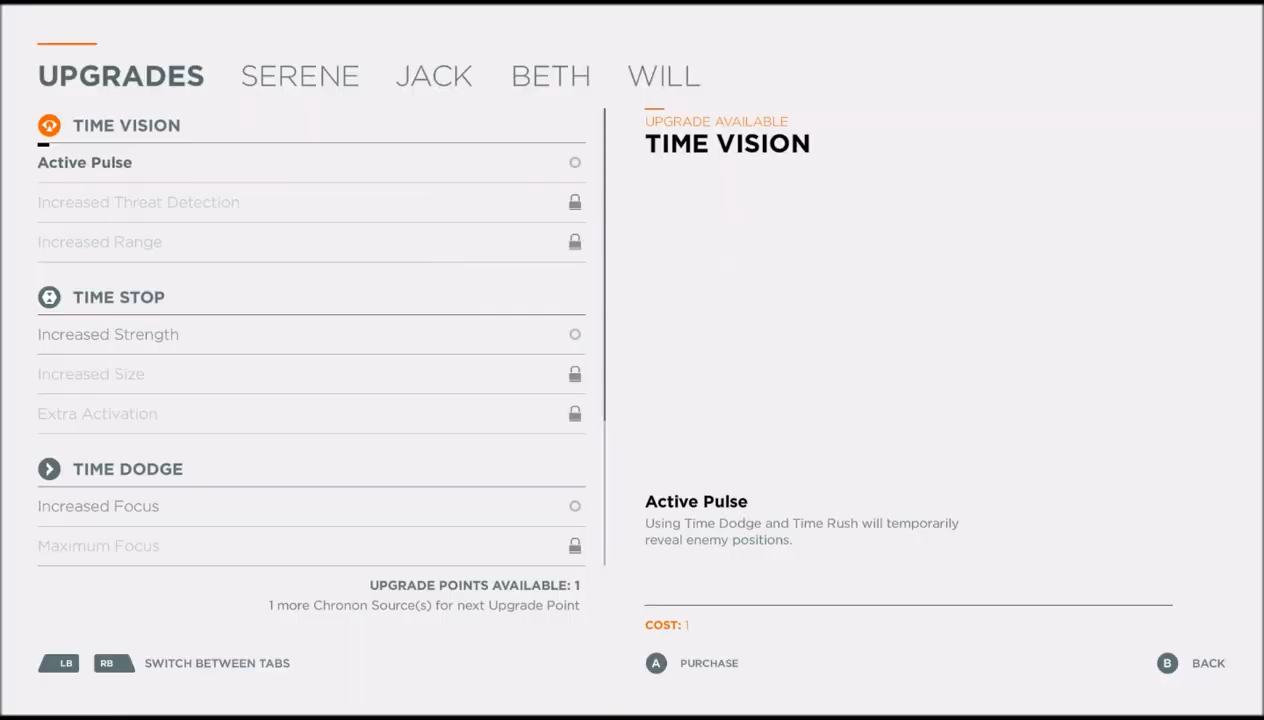 UPGRADES SERENE JACK BETH WILL
TIME VISION
Active Pulse
Increased Threat Detection
Increased Range
TIME STOP
Increased Strength
Increased Size
Extra Activation
TIME DODGE
Increased Focus
Maximum Focus
UPGRADE POINTS AVAILABLE: 1
1 more Chronon Source(s) for next Upgrade Point
UPGRADE AVAILABLE
TIME VISION
Active Pulse
Using Time Dodge and Time Rush will temporarily
reveal enemy positions.
COST: 1
LB RB SWITCH BETWEEN TABS
A PURCHASE
B BACK